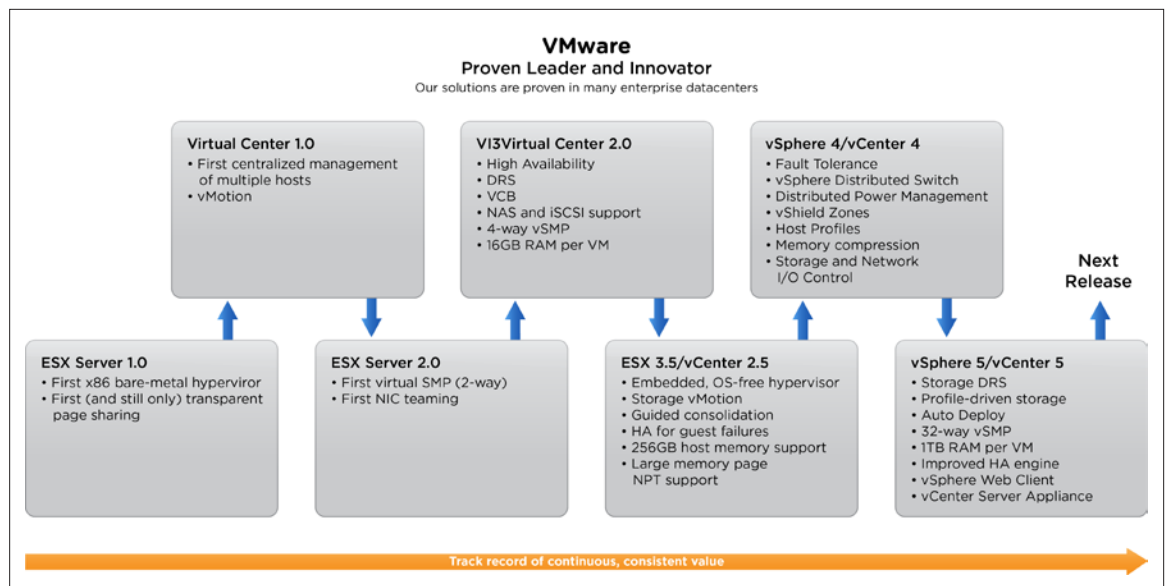 VMware
Proven Leader and Innovator
Our solutions are proven in many enterprise datacenters
Virtual Center 1.0
• First centralized management
of multiple hosts
• vMotion
VI3Virtual Center 2.0
• High Availability
• DRS
• VCB
• NAS and iSCSI support
• 4-way vSMP
• 16GB RAM per VM
vSphere 4/vCenter 4
• Fault Tolerance
• vSphere Distributed Switch
• Distributed Power Management
• vShield Zones
• Host Profiles
• Memory compression
• Storage and Network
I/O Control
Next
Release
ESX Server 1.0
• First x86 bare-metal hyperviror
• First (and still only) transparent
page sharing
ESX Server 2.0
• First virtual SMP (2-way)
• First NIC teaming
ESX 3.5/vCenter 2.5
• Embedded, OS-free hypervisor
• Storage vMotion
• Guided consolidation
• HA for guest failures
• 256GB host memory support
• Large memory page
NPT support
vSphere 5/vCenter 5
• Storage DRS
• Profile-driven storage
• Auto Deploy
• 32-way vSMP
• 1TB RAM per VM
• Improved HA engine
• vSphere Web Client
• vCenter Server Appliance
Track record of continuous, consistent value